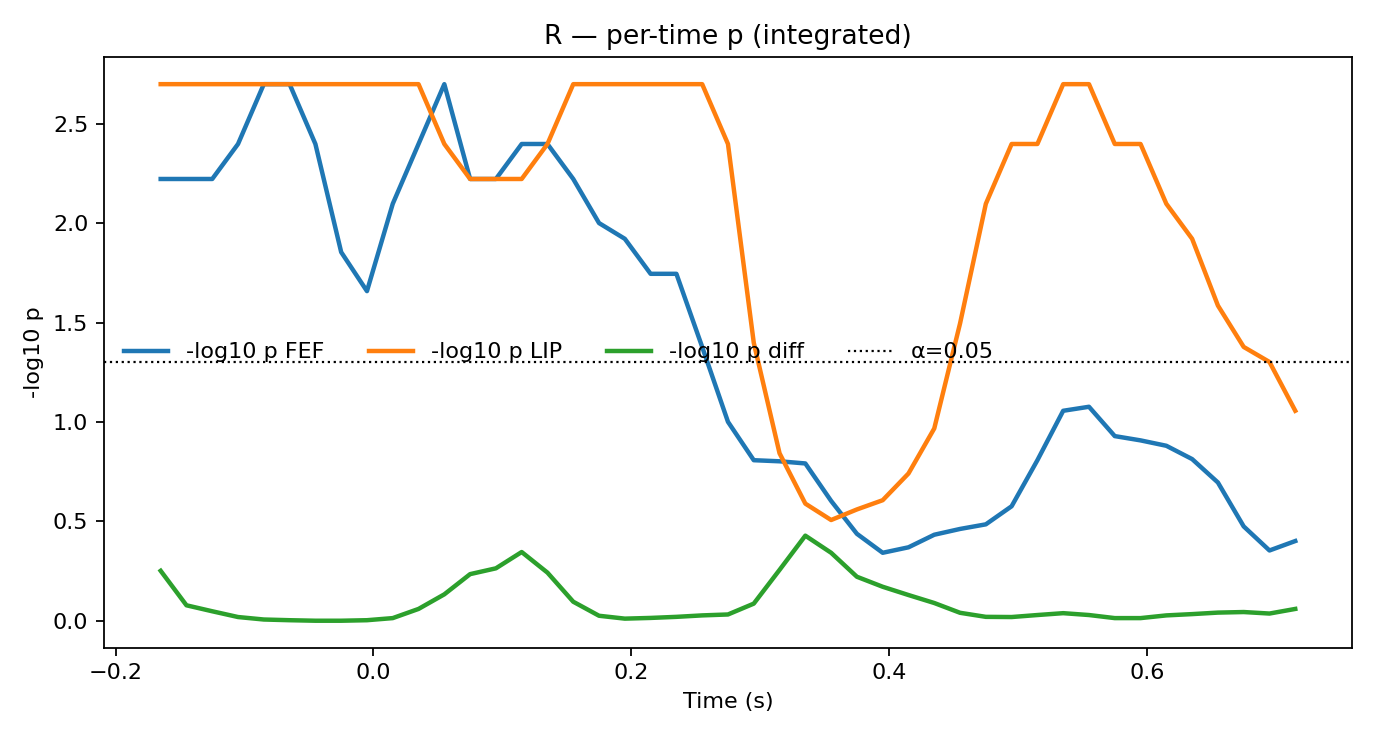 R — per-time p (integrated)
-log10 p
2.5
2.0
1.5
1.0
0.5
0.0
-log10 p FEF -log10 p LIP -log10 p diff α=0.05
−0.2 0.0 0.2 0.4 0.6
Time (s)